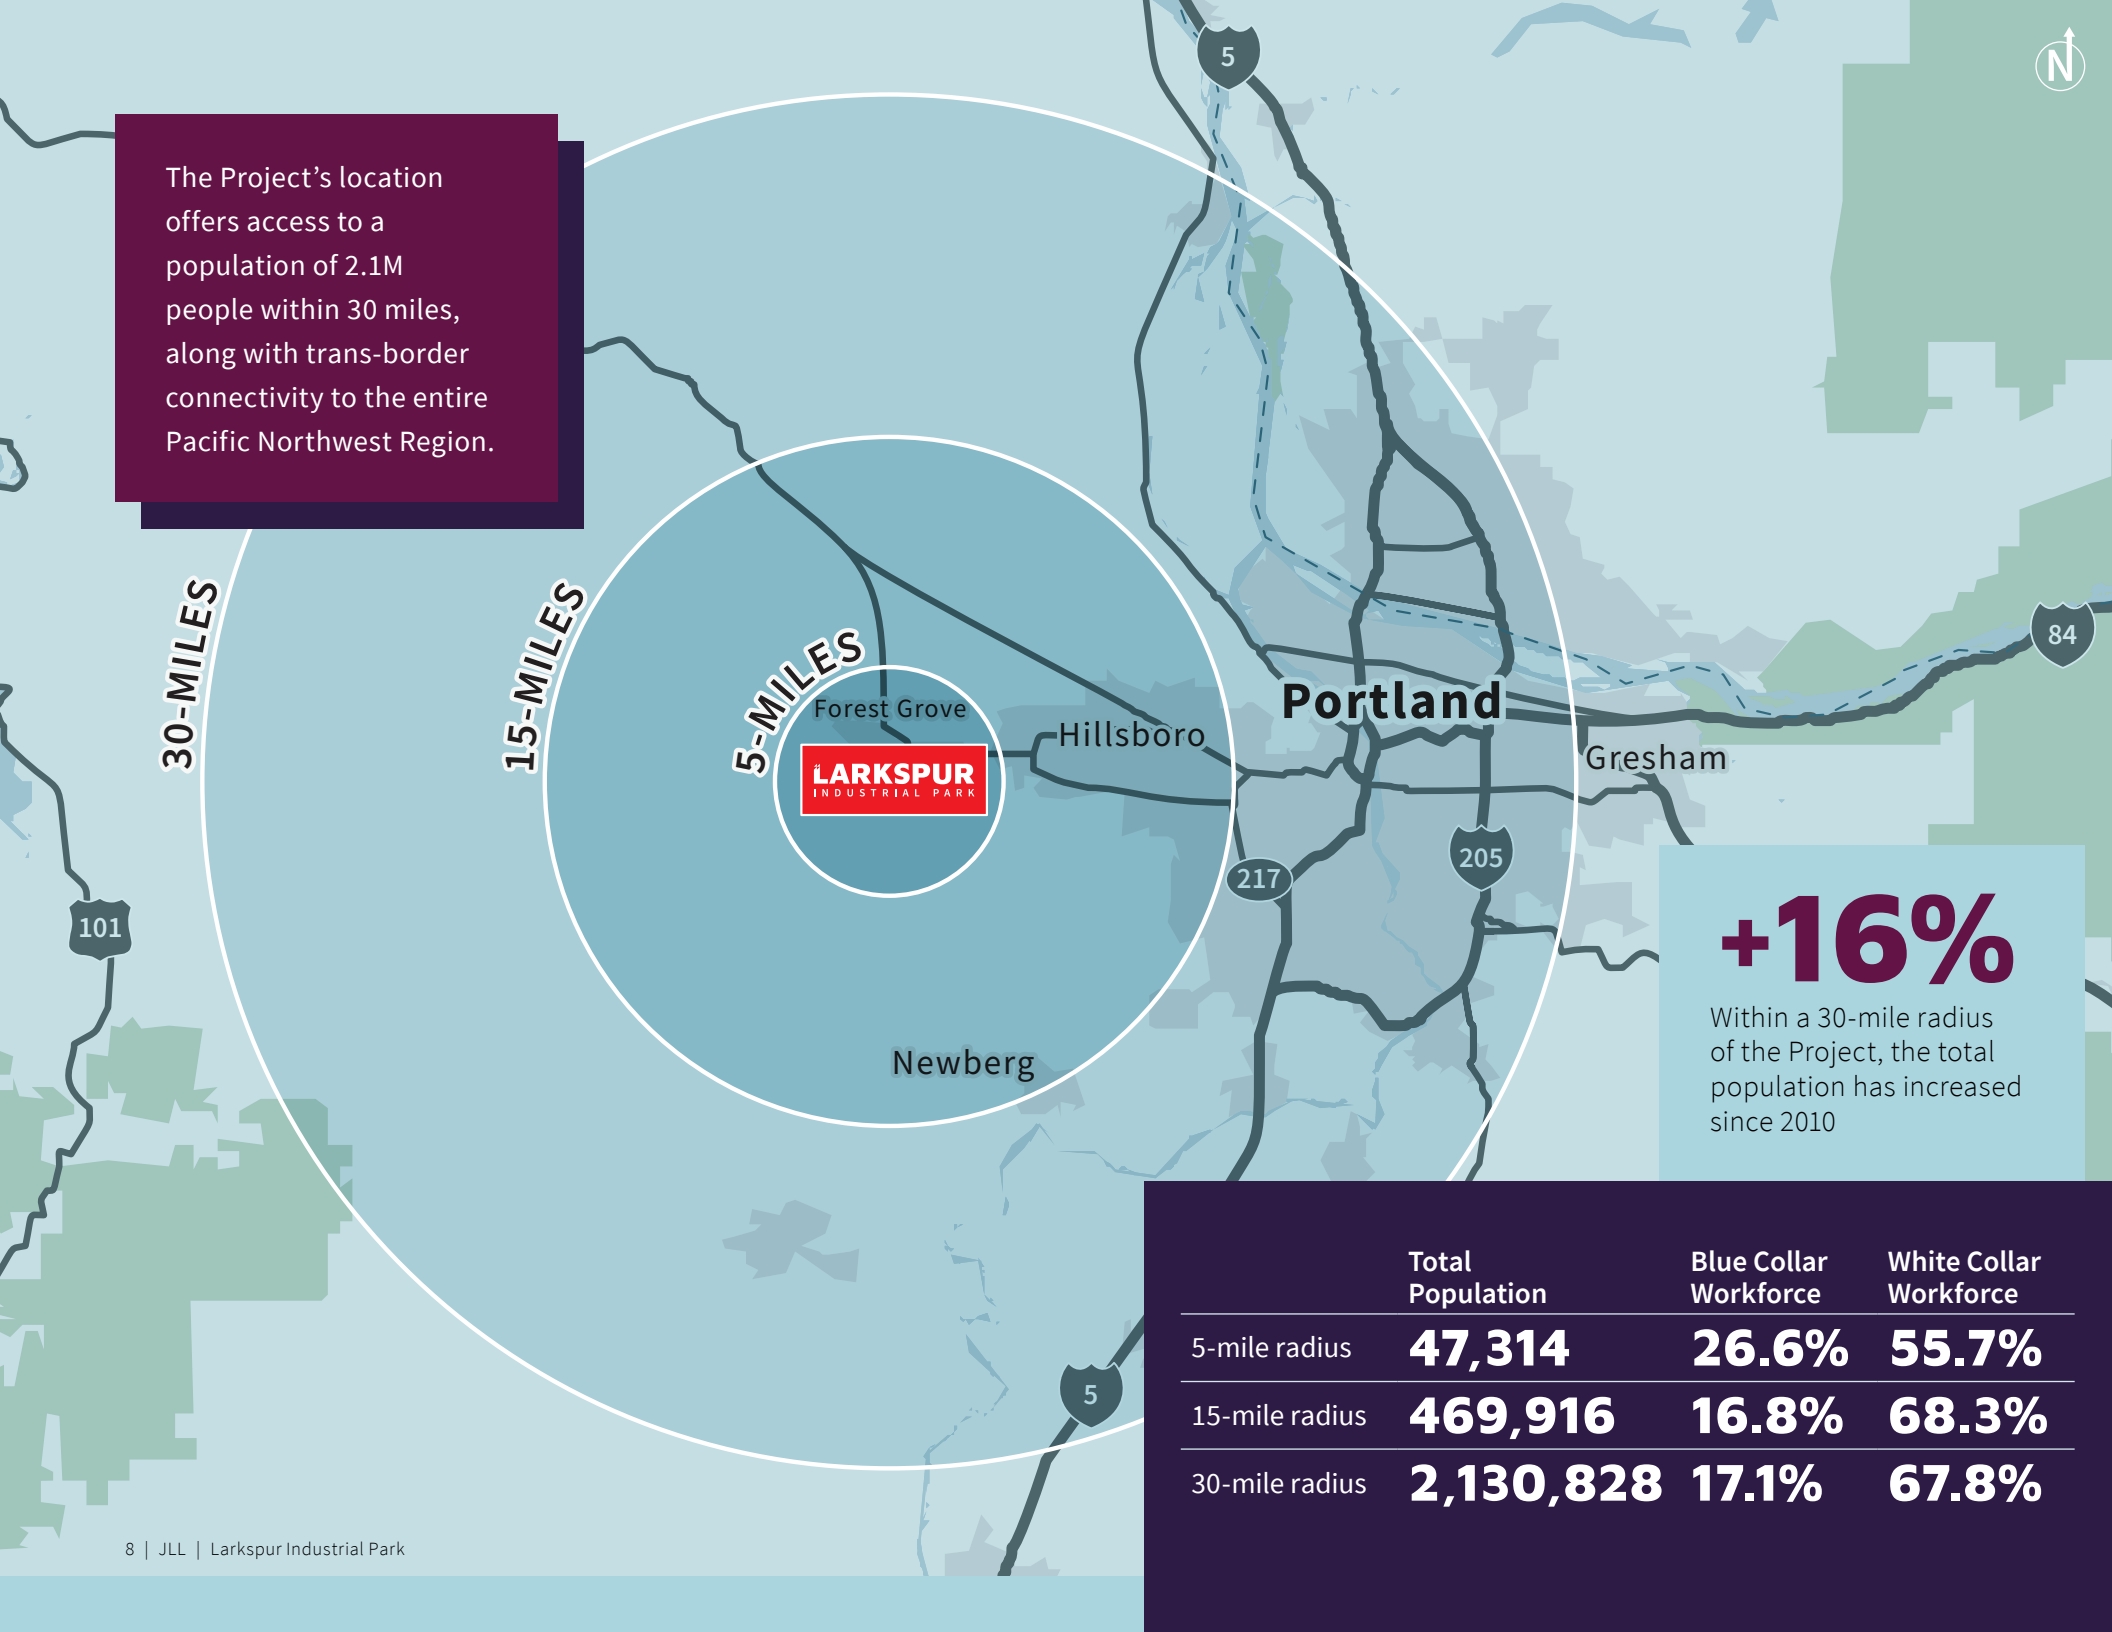 5
N
The Project’s location
offers access to a
population of 2.1M
people within 30 miles,
along with trans-border
connectivity to the entire
Pacific Northwest Region.
30-MILES
15-MILES
5-MILES
84
Forest Grove
Portland
Hillsboro
Gresham
LARKSPUR
INDUSTRIAL PARK
205
217
101
+16%
Within a 30-mile radius
of the Project, the total
population has increased
since 2010
Newberg
5
Total Population Blue Collar Workforce White Collar Workforce
5-mile radius 47,314 26.6% 55.7%
15-mile radius 469,916 16.8% 68.3%
30-mile radius 2,130,828 17.1% 67.8%
8 | JLL | Larkspur Industrial Park